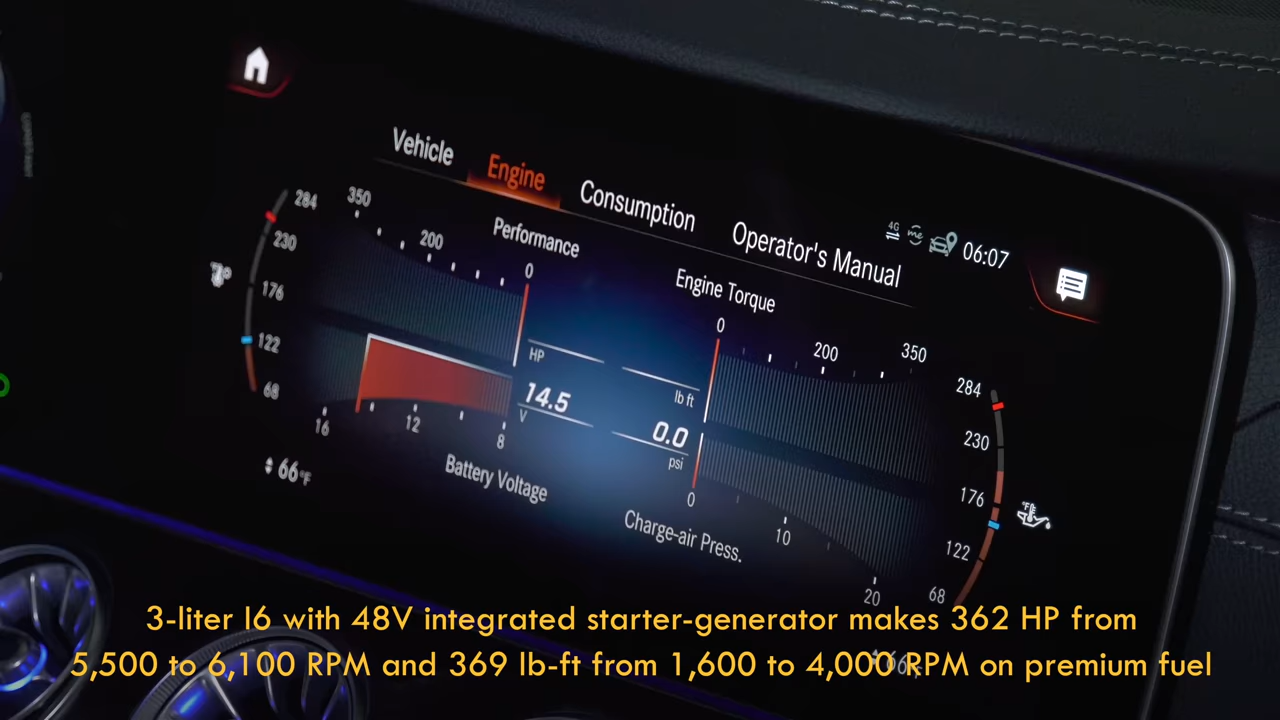 Vehicle
Engine
Consumption
Operator's Manual
4G me 06:07
Performance
Engine Torque
284
230
176
122
68
350
200
0
HP
14.5
V
16
12
8
Battery Voltage
66°F
0
200
350
lb ft
0.0
psi
0
10
20
Charge-air Press.
284
230
176
122
68
°F
3-liter I6 with 48V integrated starter-generator makes 362 HP from
5,500 to 6,100 RPM and 369 lb-ft from 1,600 to 4,000 RPM on premium fuel